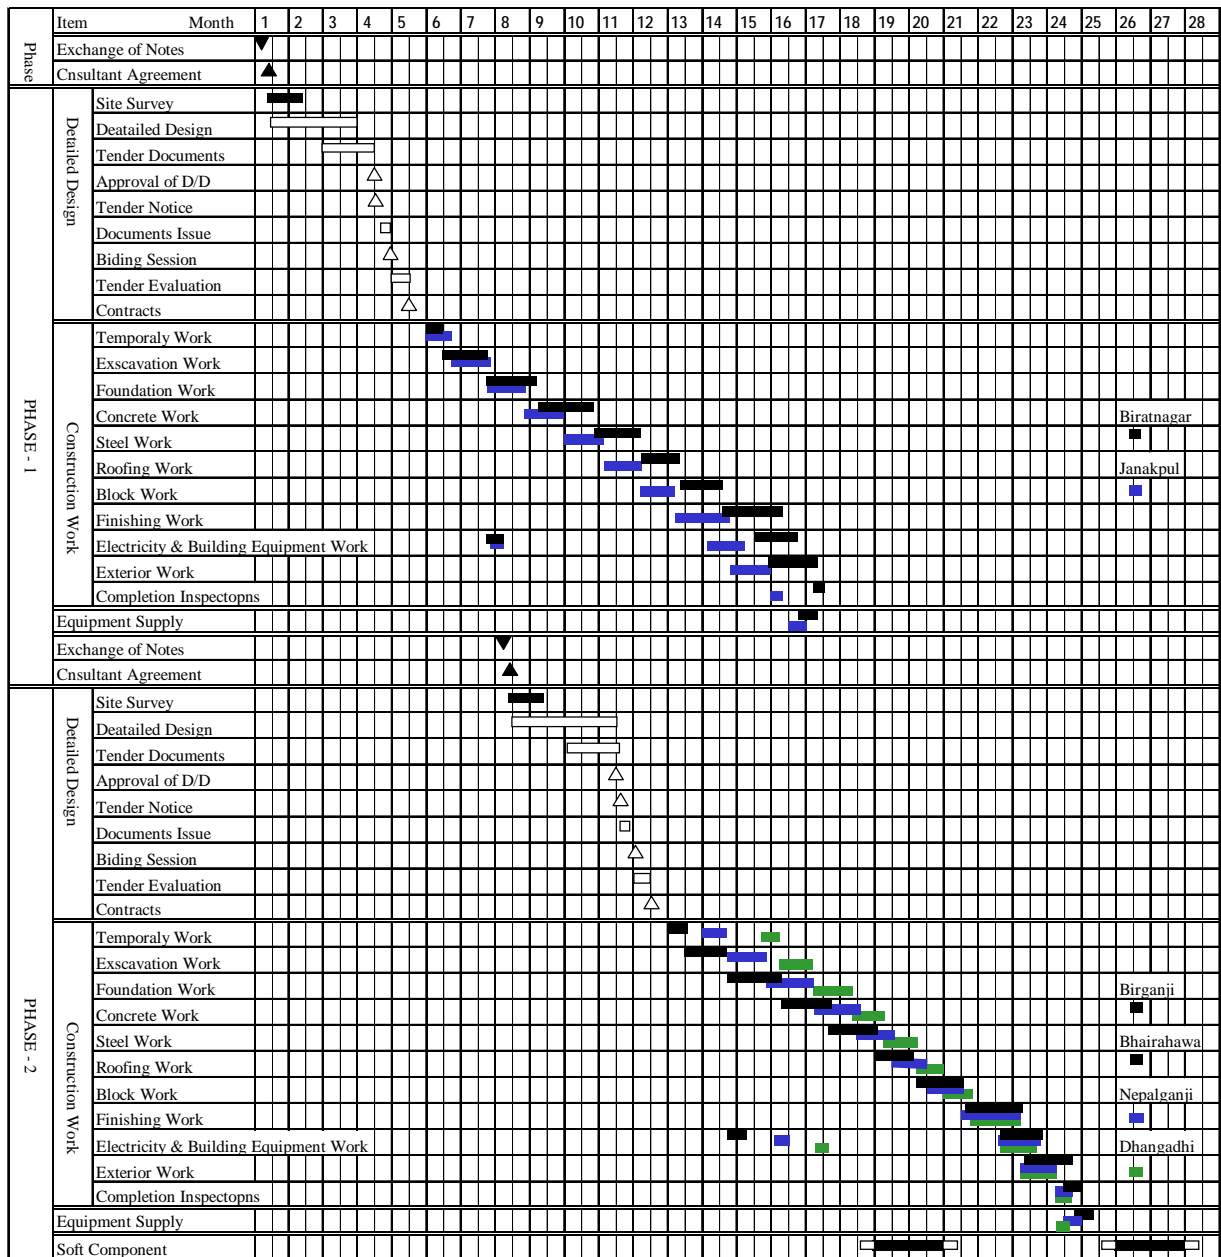 Item Month 1 2 3 4 5 6 7 8 9 10 11 12 13 14 15 16 17 18 19 20 21 22 23 24 25 26 27 28
Phase
Exchange of Notes
Cnsultant Agreement
PHASE - 1
Detailed Design
Site Survey
Deatailed Design
Tender Documents
Approval of D/D
Tender Notice
Documents Issue
Biding Session
Tender Evaluation
Contracts
Construction Work
Temporaly Work
Exscavation Work
Foundation Work
Concrete Work
Biratnagar
Steel Work
Roofing Work
Janakpul
Block Work
Finishing Work
Electricity & Building Equipment Work
Exterior Work
Completion Inspectopns
Equipment Supply
Exchange of Notes
Cnsultant Agreement
PHASE - 2
Detailed Design
Site Survey
Deatailed Design
Tender Documents
Approval of D/D
Tender Notice
Documents Issue
Biding Session
Tender Evaluation
Contracts
Construction Work
Temporaly Work
Exscavation Work
Foundation Work
Birganji
Concrete Work
Steel Work
Bhairahawa
Roofing Work
Block Work
Nepalganji
Finishing Work
Electricity & Building Equipment Work
Dhangadhi
Exterior Work
Completion Inspectopns
Equipment Supply
Soft Component